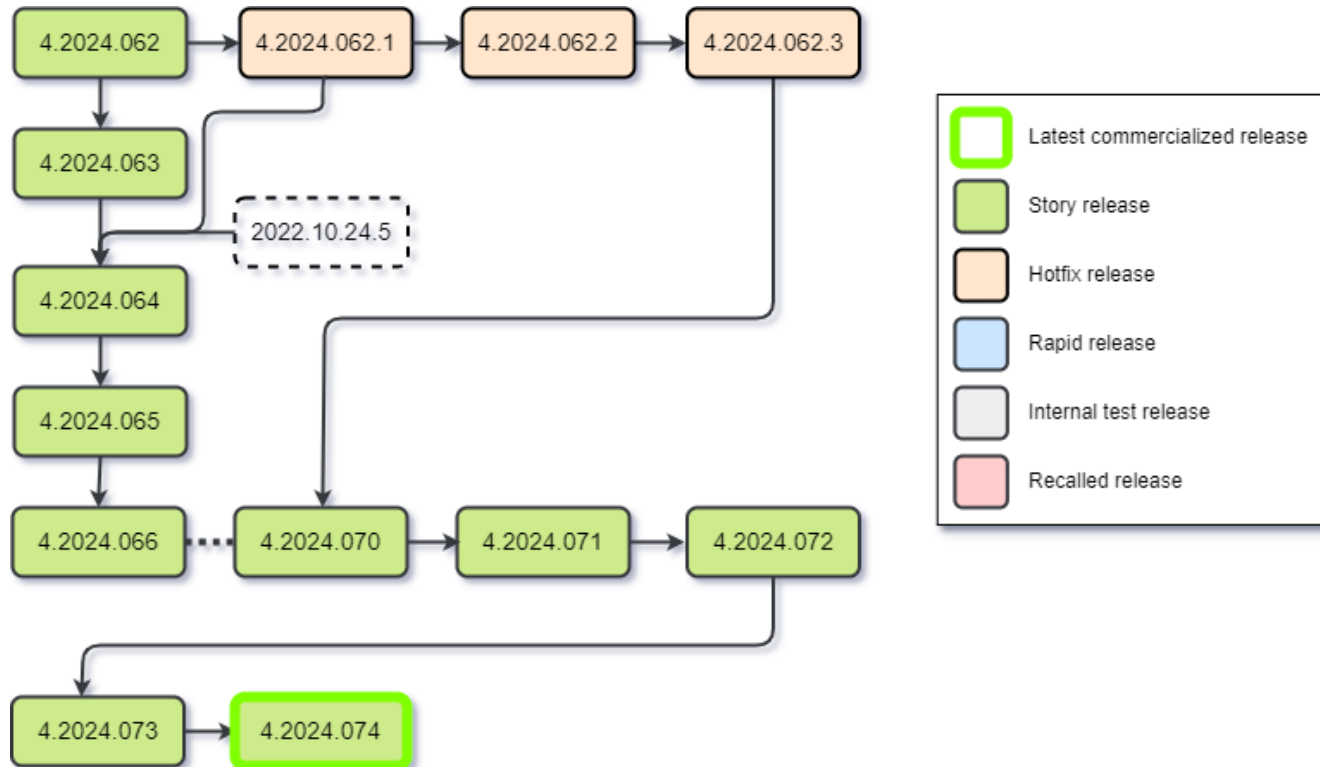 4.2024.062
4.2024.062.1
4.2024.062.2
4.2024.062.3
4.2024.063
2022.10.24.5
4.2024.064
4.2024.065
4.2024.066
4.2024.070
4.2024.071
4.2024.072
4.2024.073
4.2024.074
Latest commercialized release
Story release
Hotfix release
Rapid release
Internal test release
Recalled release